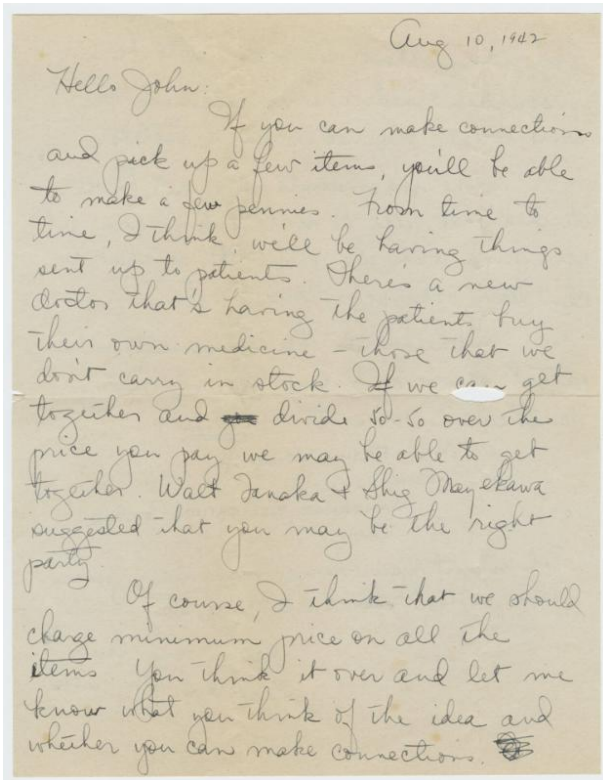 Aug 10, 1942
Hello John:
If you can make connections
and pick up a few items, you'll be able
to make a few pennies. From time to
time, I think we'll be having things
sent up to patients. There's a new
doctor that's having the patients buy
their own medicine - those that we
don't carry in stock. If we can get
together and divide 50-50 over the
price you pay we may be able to get
together. Walt Tanaka & Shig Mayekawa
suggested that you may be the right
party.
Of course, I think that we should
charge minimum price on all the
items You think it over and let me
know what you think of the idea and
whether you can make connections.